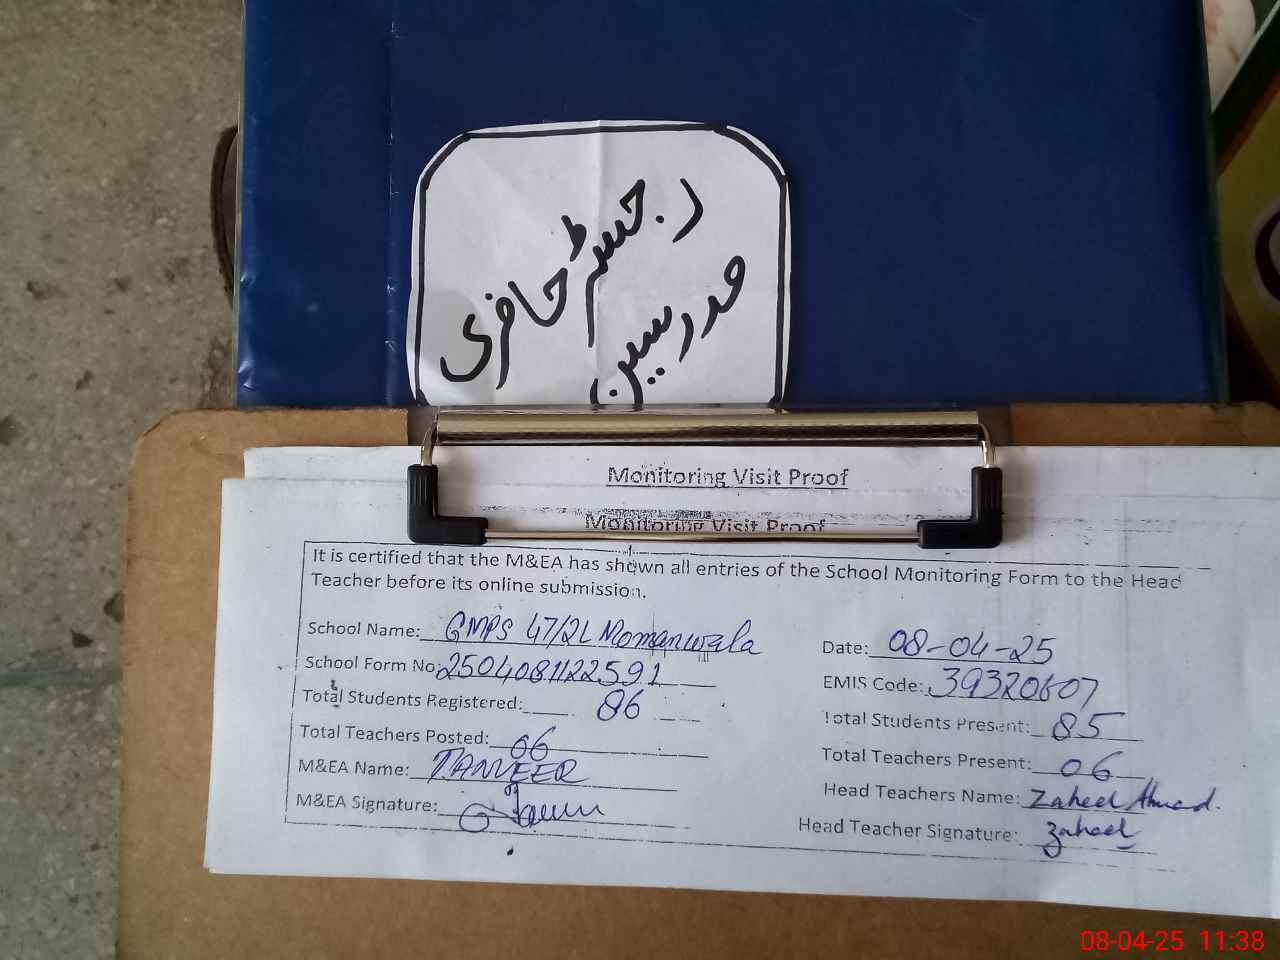 رجسٹر حاضری
مدرسین
Monitoring Visit Proof
Monitoring Visit Proof
It is certified that the M&EA has shown all entries of the School Monitoring Form to the Head
Teacher before its online submission.
School Name: GMPS 47/2L Momanwala
Date: 08-04-25
School Form No: 2504081122591
EMIS Code: 39320607
Total Students Registered: 86
Total Students Present: 85
Total Teachers Posted: 06
Total Teachers Present: 06
M&EA Name: TANVEER
Head Teachers Name: Zaheel Ahmad.
M&EA Signature:
Head Teacher Signature: zaheel
08-04-25 11:38